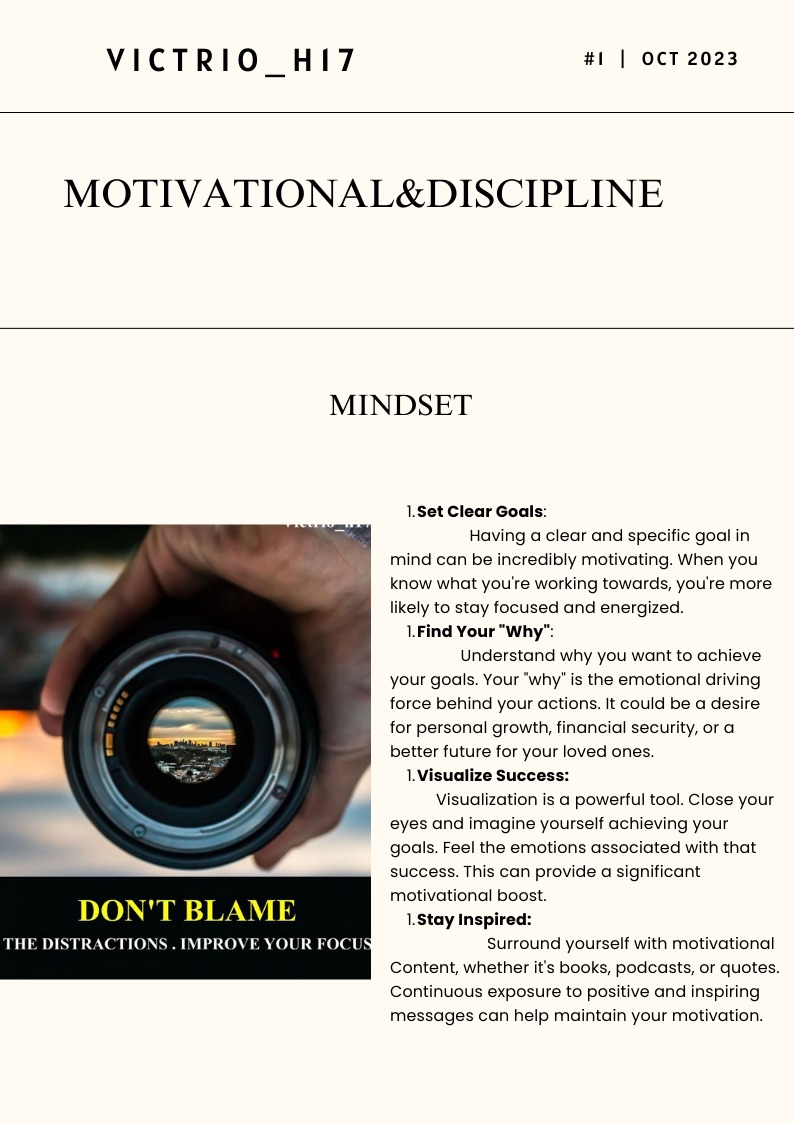 VICTRIO_H17
#1 | OCT 2023
MOTIVATIONAL&DISCIPLINE
MINDSET
1. Set Clear Goals:
Having a clear and specific goal in
mind can be incredibly motivating. When you
know what you're working towards, you're more
likely to stay focused and energized.
1. Find Your "Why":
Understand why you want to achieve
your goals. Your "why" is the emotional driving
force behind your actions. It could be a desire
for personal growth, financial security, or a
better future for your loved ones.
1. Visualize Success:
Visualization is a powerful tool. Close your
eyes and imagine yourself achieving your
goals. Feel the emotions associated with that
success. This can provide a significant
motivational boost.
1. Stay Inspired:
Surround yourself with motivational
Content, whether it's books, podcasts, or quotes.
Continuous exposure to positive and inspiring
messages can help maintain your motivation.
DON'T BLAME
THE DISTRACTIONS . IMPROVE YOUR FOCUS